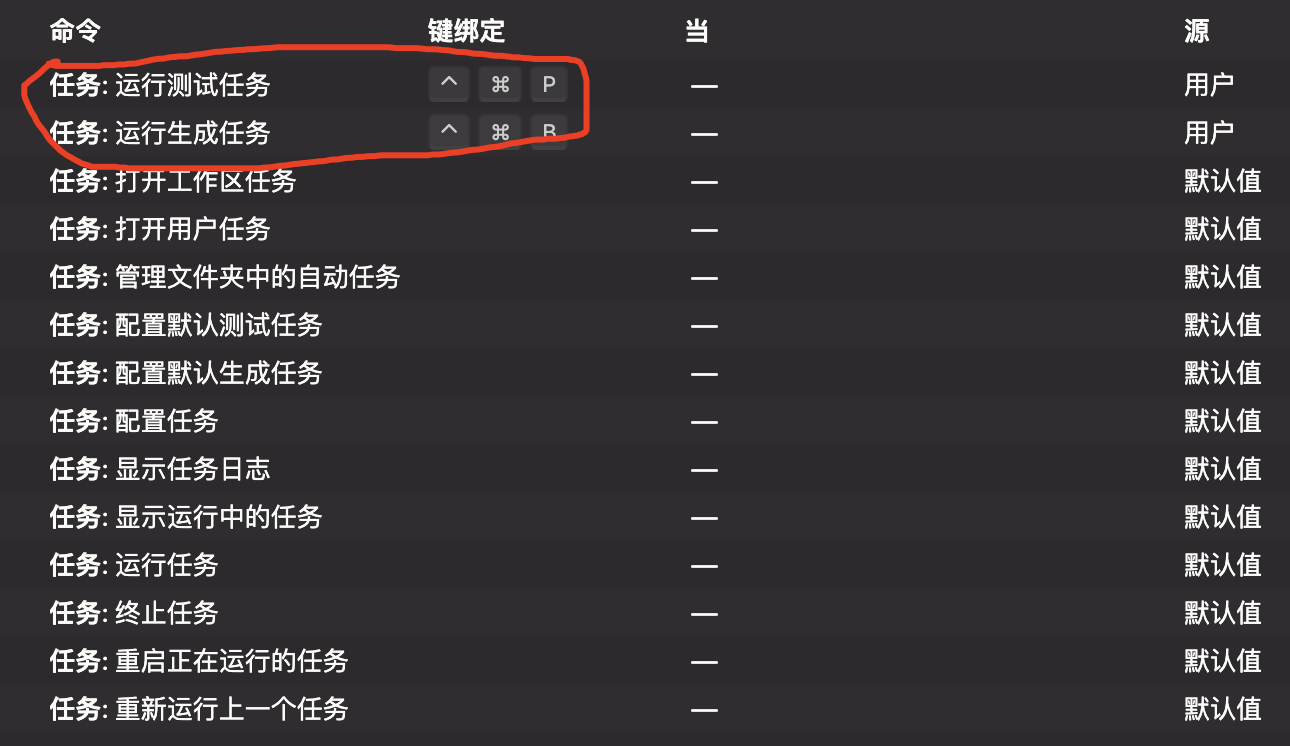 命令 键绑定 当 源
任务: 运行测试任务 ^ ⌘ P — 用户
任务: 运行生成任务 ^ ⌘ B — 用户
任务: 打开工作区任务 — 默认值
任务: 打开用户任务 — 默认值
任务: 管理文件夹中的自动任务 — 默认值
任务: 配置默认测试任务 — 默认值
任务: 配置默认生成任务 — 默认值
任务: 配置任务 — 默认值
任务: 显示任务日志 — 默认值
任务: 显示运行中的任务 — 默认值
任务: 运行任务 — 默认值
任务: 终止任务 — 默认值
任务: 重启正在运行的任务 — 默认值
任务: 重新运行上一个任务 — 默认值